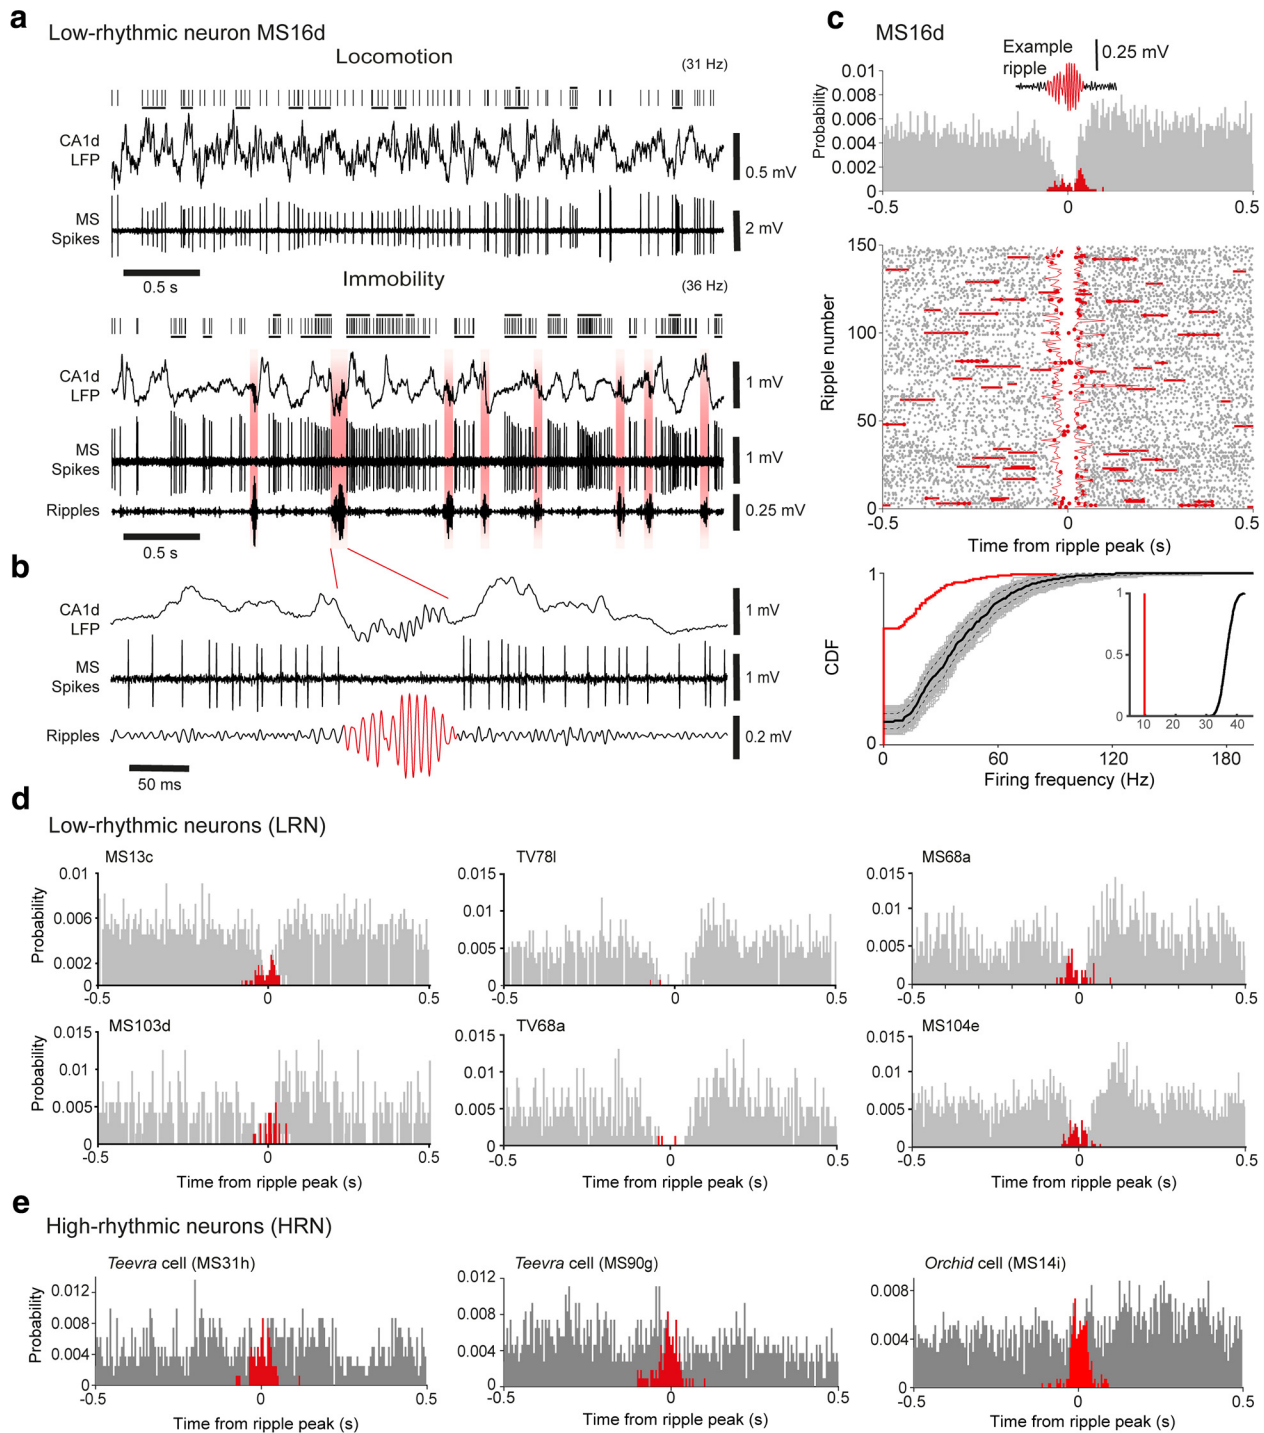 a
Low-rhythmic neuron MS16d
Locomotion
(31 Hz)
CA1d
LFP
0.5 mV
MS
Spikes
2 mV
0.5 s
Immobility
(36 Hz)
CA1d
LFP
1 mV
MS
Spikes
1 mV
Ripples
0.25 mV
0.5 s
b
CA1d
LFP
1 mV
MS
Spikes
1 mV
Ripples
0.2 mV
50 ms
c
MS16d
Example
ripple
0.25 mV
Probability
0.01
0.008
0.006
0.004
0.002
0
-0.5 0 0.5
Ripple number
150
100
50
0
-0.5 0 0.5
Time from ripple peak (s)
CDF
1
0
0 60 120 180
Firing frequency (Hz)
1
0.5
0
10 20 30 40
d
Low-rhythmic neurons (LRN)
MS13c
Probability
0.01
0.006
0.002
0
-0.5 0 0.5
TV78l
0.015
0.01
0.005
0
-0.5 0 0.5
MS68a
0.015
0.01
0.005
0
-0.5 0 0.5
MS103d
Probability
0.015
0.01
0.005
0
-0.5 0 0.5
Time from ripple peak (s)
TV68a
0.015
0.01
0.005
0
-0.5 0 0.5
Time from ripple peak (s)
MS104e
0.015
0.01
0.005
0
-0.5 0 0.5
Time from ripple peak (s)
e
High-rhythmic neurons (HRN)
Teevra cell (MS31h)
Probability
0.012
0.008
0.004
0
-0.5 0 0.5
Time from ripple peak (s)
Teevra cell (MS90g)
0.012
0.008
0.004
0
-0.5 0 0.5
Time from ripple peak (s)
Orchid cell (MS14i)
0.008
0.004
0
-0.5 0 0.5
Time from ripple peak (s)